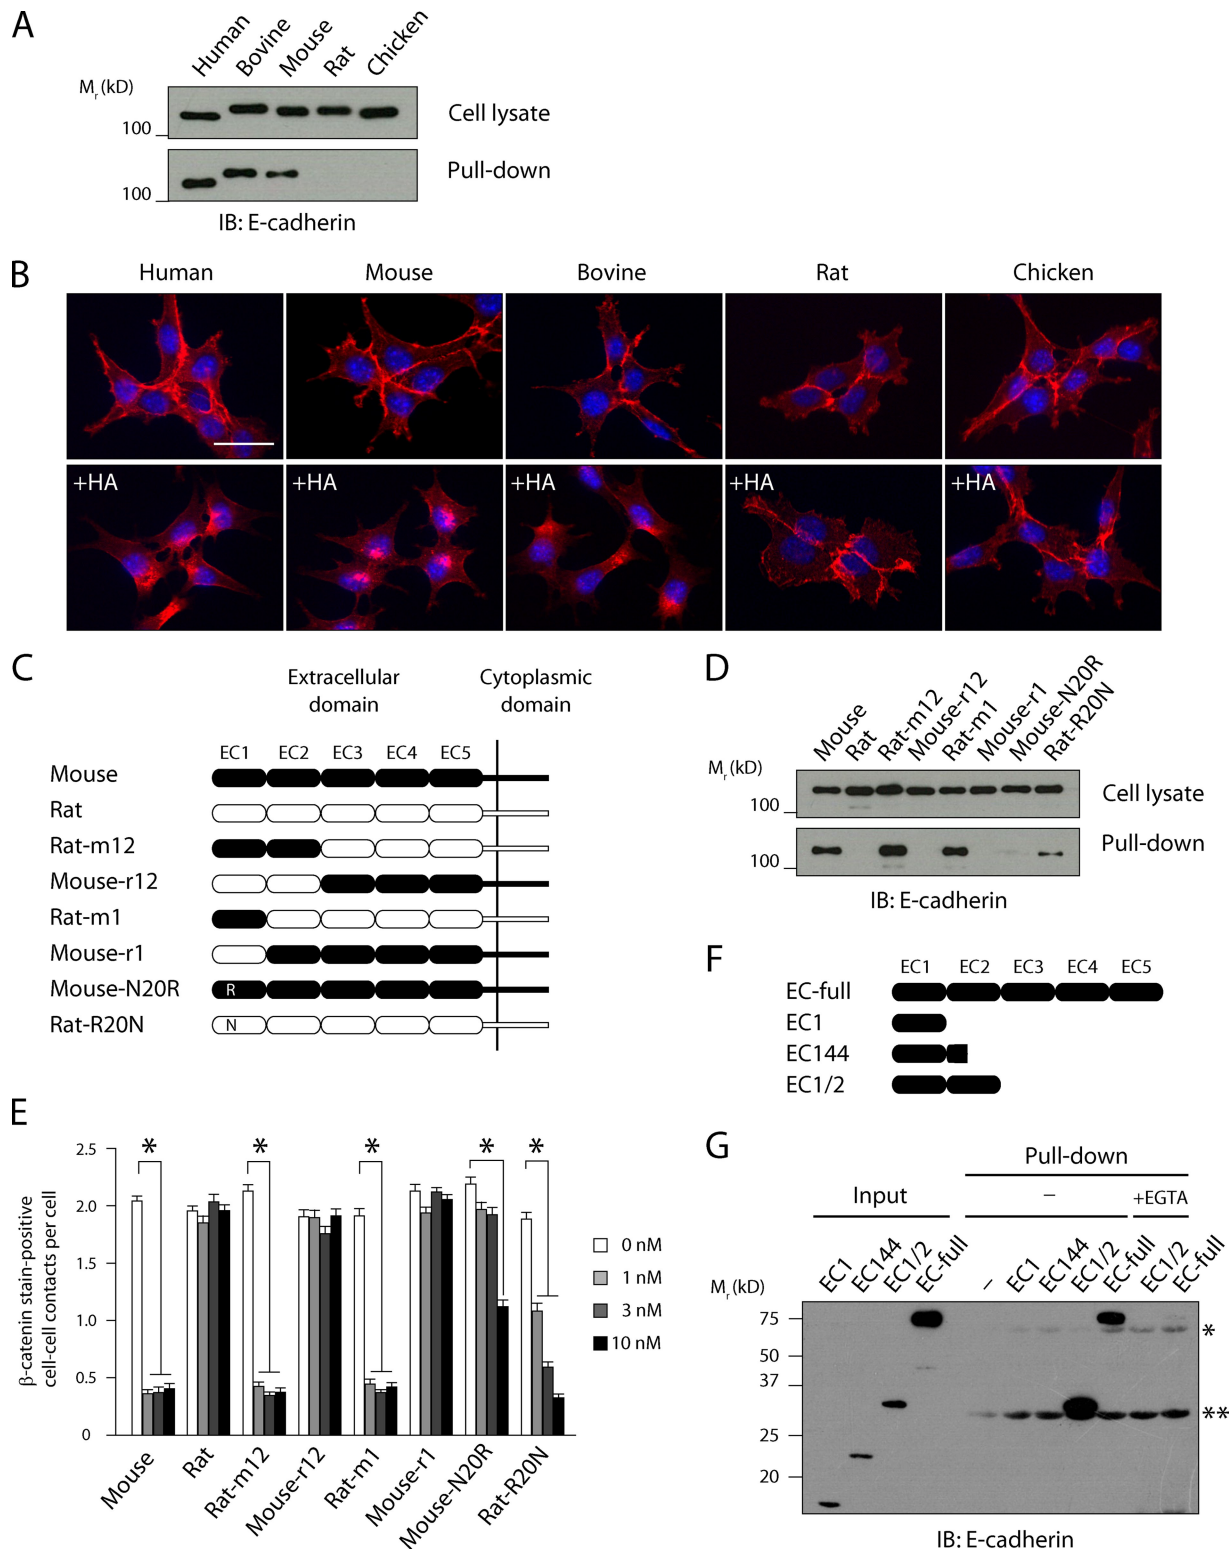 A
Human
Bovine
Mouse
Rat
Chicken
Mr (kD)
100
Cell lysate
100
Pull-down
IB: E-cadherin
B
Human Mouse Bovine Rat Chicken
+HA +HA +HA +HA +HA
C
Extracellular domain
Cytoplasmic domain
EC1 EC2 EC3 EC4 EC5
Mouse
Rat
Rat-m12
Mouse-r12
Rat-m1
Mouse-r1
Mouse-N20R R
Rat-R20N N
D
Mouse
Rat
Rat-m12
Mouse-r12
Rat-m1
Mouse-r1
Mouse-N20R
Rat-R20N
Mr (kD)
100
Cell lysate
100
Pull-down
IB: E-cadherin
E
β-catenin stain-positive
cell-cell contacts per cell
2.5
2.0
1.5
1.0
0.5
0
* * * * *
0 nM
1 nM
3 nM
10 nM
Mouse
Rat
Rat-m12
Mouse-r12
Rat-m1
Mouse-r1
Mouse-N20R
Rat-R20N
F
EC1 EC2 EC3 EC4 EC5
EC-full
EC1
EC144
EC1/2
G
Pull-down
Input – +EGTA
EC1 EC144 EC1/2 EC-full – EC1 EC144 EC1/2 EC-full EC1/2 EC-full
Mr (kD)
75
50
37
25
20
*
**
IB: E-cadherin